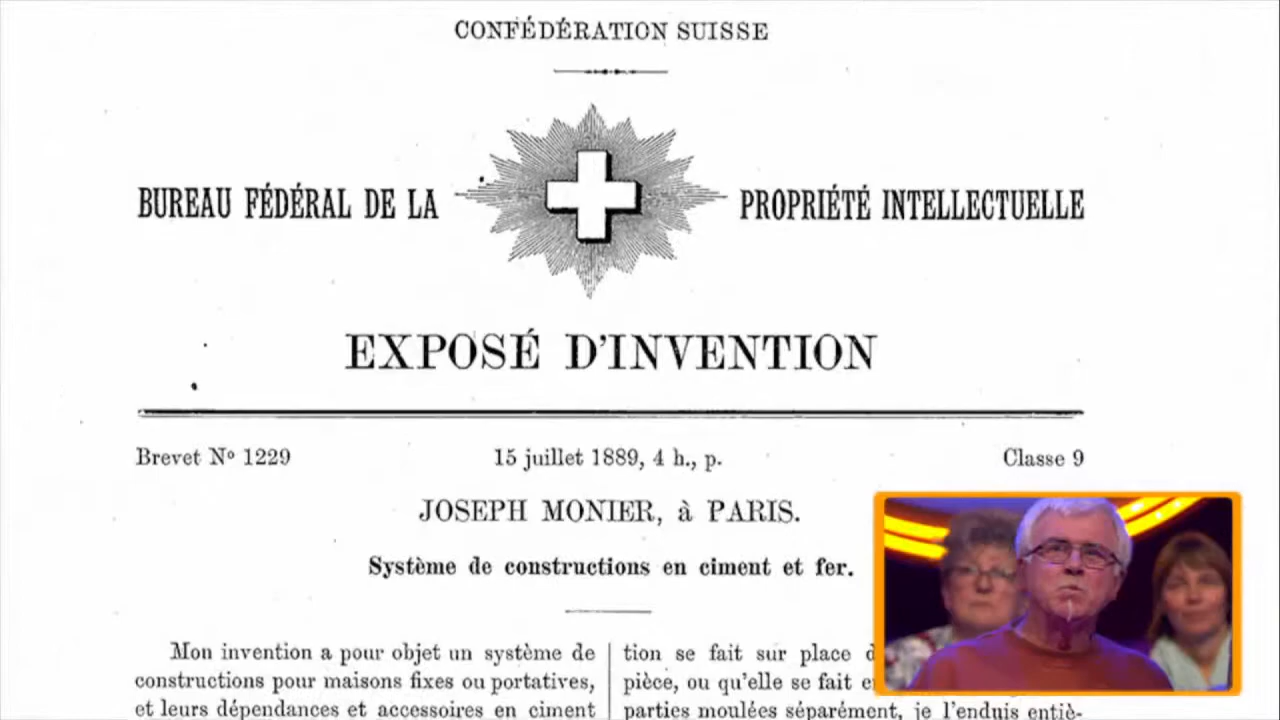 CONFÉDÉRATION SUISSE
BUREAU FÉDÉRAL DE LA PROPRIÉTÉ INTELLECTUELLE
EXPOSÉ D'INVENTION
Brevet Nº 1229 15 juillet 1889, 4 h., p. Classe 9
JOSEPH MONIER, à PARIS.
Système de constructions en ciment et fer.
Mon invention a pour objet un système de
constructions pour maisons fixes ou portatives,
et leurs dépendances et accessoires en ciment
tion se fait sur place
pièce, ou qu'elle se fait
parties moulées séparément, je l'enduis entiè-